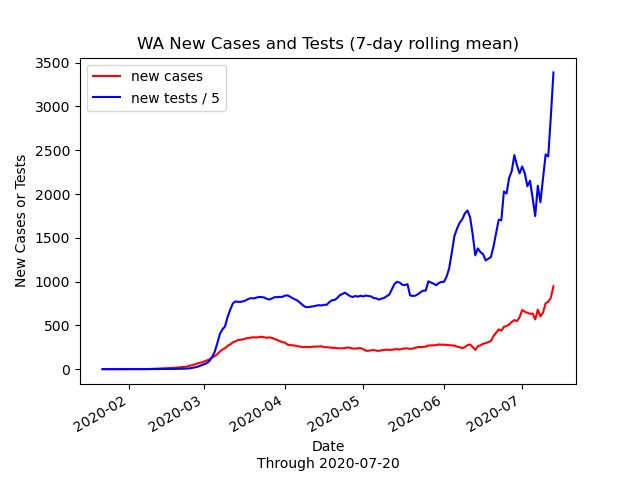 WA New Cases and Tests (7-day rolling mean)
new cases
new tests / 5
New Cases or Tests
3500
3000
2500
2000
1500
1000
500
0
2020-02
2020-03
2020-04
2020-05
2020-06
2020-07
Date
Through 2020-07-20